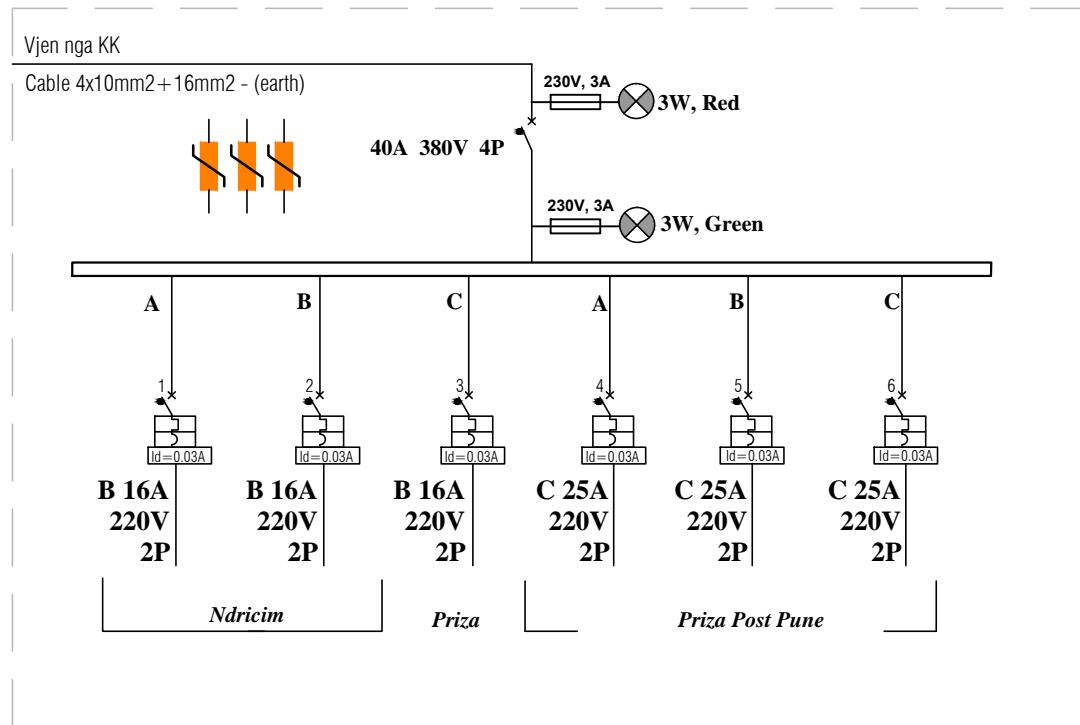 Vjen nga KK
Cable 4x10mm2+16mm2 - (earth)
230V, 3A
3W, Red
40A 380V 4P
230V, 3A
3W, Green
A B C A B C
1 2 3 4 5 6
Id=0.03A Id=0.03A Id=0.03A Id=0.03A Id=0.03A Id=0.03A
B 16A B 16A B 16A C 25A C 25A C 25A
220V 220V 220V 220V 220V 220V
2P 2P 2P 2P 2P 2P
Ndricim Priza Priza Post Pune